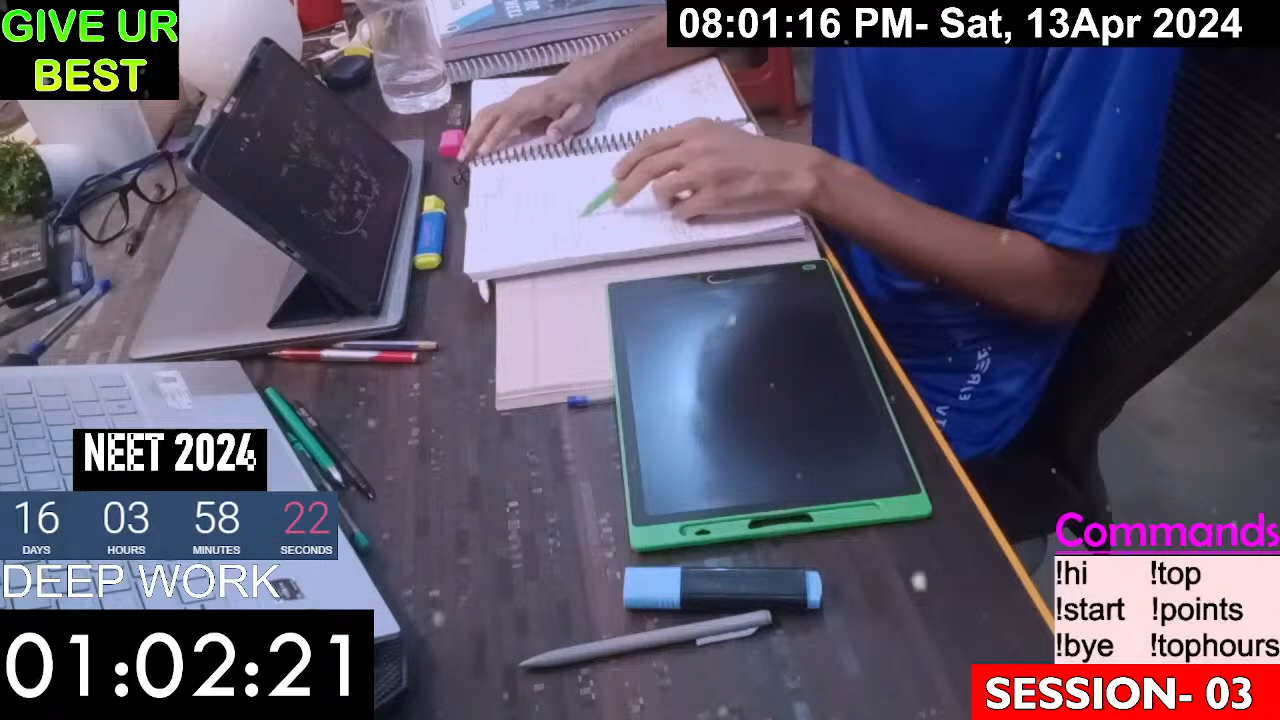 GIVE UR
BEST
08:01:16 PM- Sat, 13Apr 2024
NEET 2024
16 03 58 22
DAYS HOURS MINUTES SECONDS
DEEP WORK
01:02:21
Commands
!hi !top
!start !points
!bye !tophours
SESSION- 03